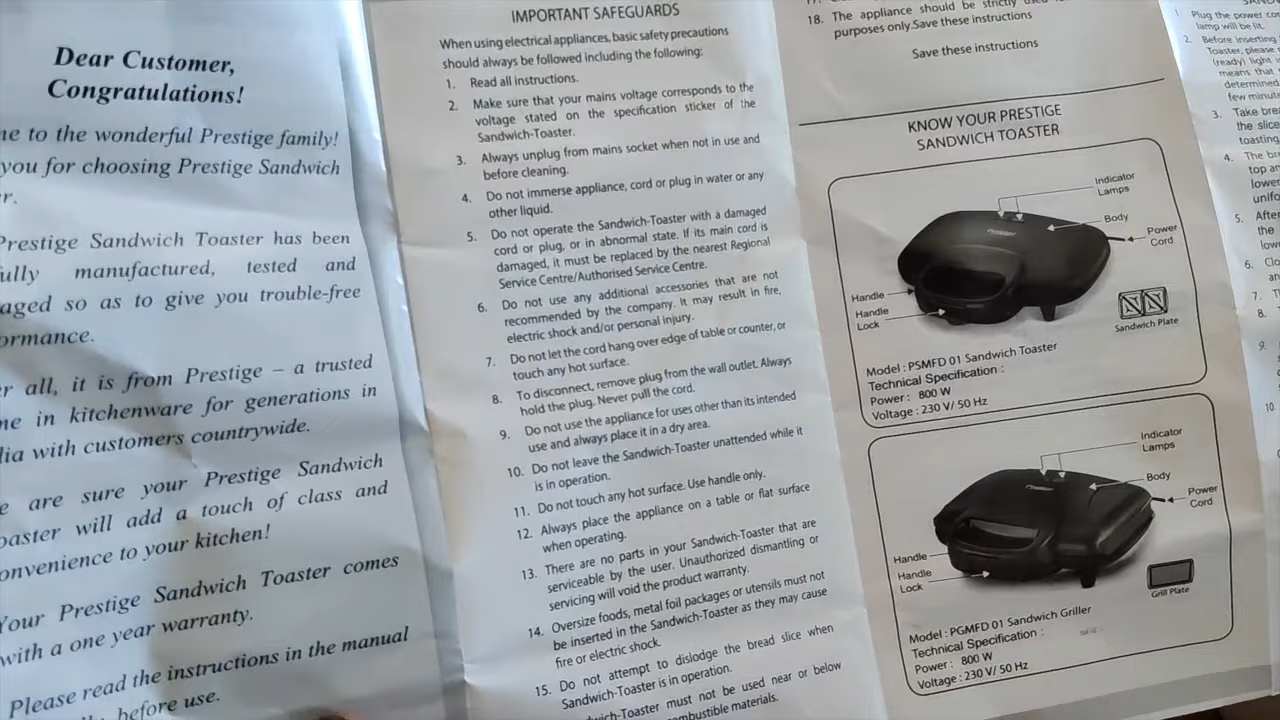 Dear Customer,
Congratulations!
to the wonderful Prestige family!
you for choosing Prestige Sandwich
Prestige Sandwich Toaster has been
manufactured, tested and
so as to give you trouble-free
all, it is from Prestige – a trusted
in kitchenware for generations in
with customers countrywide.
are sure your Prestige Sandwich
will add a touch of class and
to your kitchen!
Your Prestige Sandwich Toaster comes
with a one year warranty.
Please read the instructions in the manual
before use.
IMPORTANT SAFEGUARDS
When using electrical appliances, basic safety precautions
should always be followed including the following:
1. Read all instructions.
2. Make sure that your mains voltage corresponds to the
voltage stated on the specification sticker of the
Sandwich-Toaster.
3. Always unplug from mains socket when not in use and
before cleaning.
4. Do not immerse appliance, cord or plug in water or any
other liquid.
5. Do not operate the Sandwich-Toaster with a damaged
cord or plug, or in abnormal state. If its main cord is
damaged, it must be replaced by the nearest Regional
Service Centre/Authorised Service Centre.
6. Do not use any additional accessories that are not
recommended by the company. It may result in fire,
electric shock and/or personal injury.
7. Do not let the cord hang over edge of table or counter, or
touch any hot surface.
8. To disconnect, remove plug from the wall outlet. Always
hold the plug. Never pull the cord.
9. Do not use the appliance for uses other than its intended
use and always place it in a dry area.
10. Do not leave the Sandwich-Toaster unattended while it
is in operation.
11. Do not touch any hot surface. Use handle only.
12. Always place the appliance on a table or flat surface
when operating.
13. There are no parts in your Sandwich-Toaster that are
serviceable by the user. Unauthorized dismantling or
servicing will void the product warranty.
14. Oversize foods, metal foil packages or utensils must not
be inserted in the Sandwich-Toaster as they may cause
fire or electric shock.
15. Do not attempt to dislodge the bread slice when
Sandwich-Toaster is in operation.
must not be used near or below
materials.
18. The appliance should be strictly used
purposes only.Save these instructions
Save these instructions
KNOW YOUR PRESTIGE
SANDWICH TOASTER
Indicator
Lamps
Body
Power
Cord
Prestige
Handle
Handle
Lock
Sandwich Plate
Model : PSMFD 01 Sandwich Toaster
Technical Specification :
Power : 800 W
Voltage : 230 V/ 50 Hz
Indicator
Lamps
Body
Power
Cord
Prestige
Handle
Handle
Lock
Grill Plate
Model : PGMFD 01 Sandwich Griller
Technical Specification :
Power : 800 W
Voltage : 230 V/ 50 Hz
1. Plug the power
lamp will be lit.
2. Before inserting
Toaster, please
(ready) light
means that
determined
few
3. Take
the
toasting.
4. The
top
5. After
the
6.
7.
8.
9.
10.